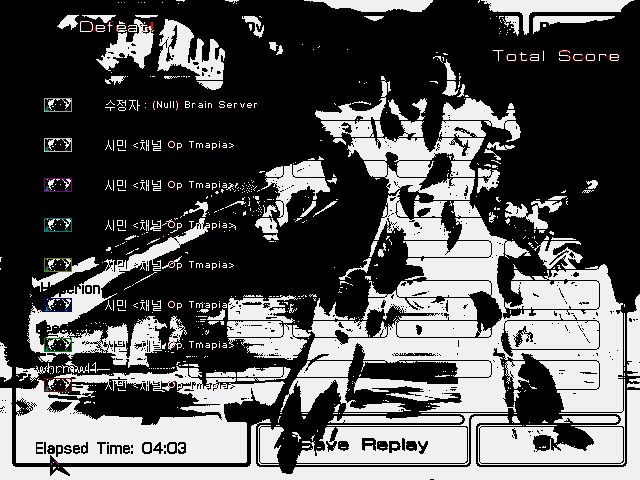 Defeat!
Total Score
수정자 : (Null) Brain Server
시민 <채널 Op Tmapia>
시민 <채널 Op Tmapia>
시민 <채널 Op Tmapia>
시민 <채널 Op Tmapia>
Hyperion
시민 <채널 Op Tmapia>
시민 <채널 Op Tmapia>
시민 <채널 Op Tmapia>
Elapsed Time: 04:03
Save Replay
Ok